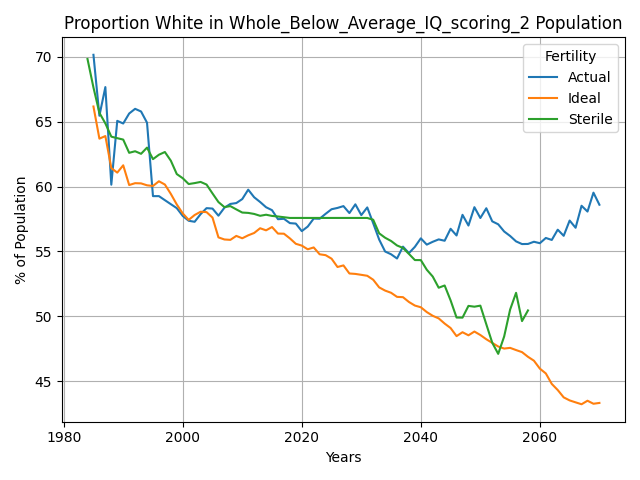 Proportion White in Whole_Below_Average_IQ_scoring_2 Population
% of Population
70
65
60
55
50
45
Fertility
Actual
Ideal
Sterile
1980
2000
2020
2040
2060
Years